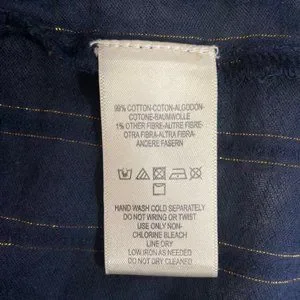 99% COTTON-COTON-ALGODON-
COTONE-BAUMWOLLE
1% OTHER FIBRE-AUTRE FIBRE-
OTRA FIBRA-ALTRA FIBRA-
ANDERE FASERN
HAND WASH COLD SEPARATELY
DO NOT WRING OR TWIST
USE ONLY NON-
CHLORINE BLEACH
LINE DRY
LOW IRON AS NEEDED
DO NOT DRY CLEANED